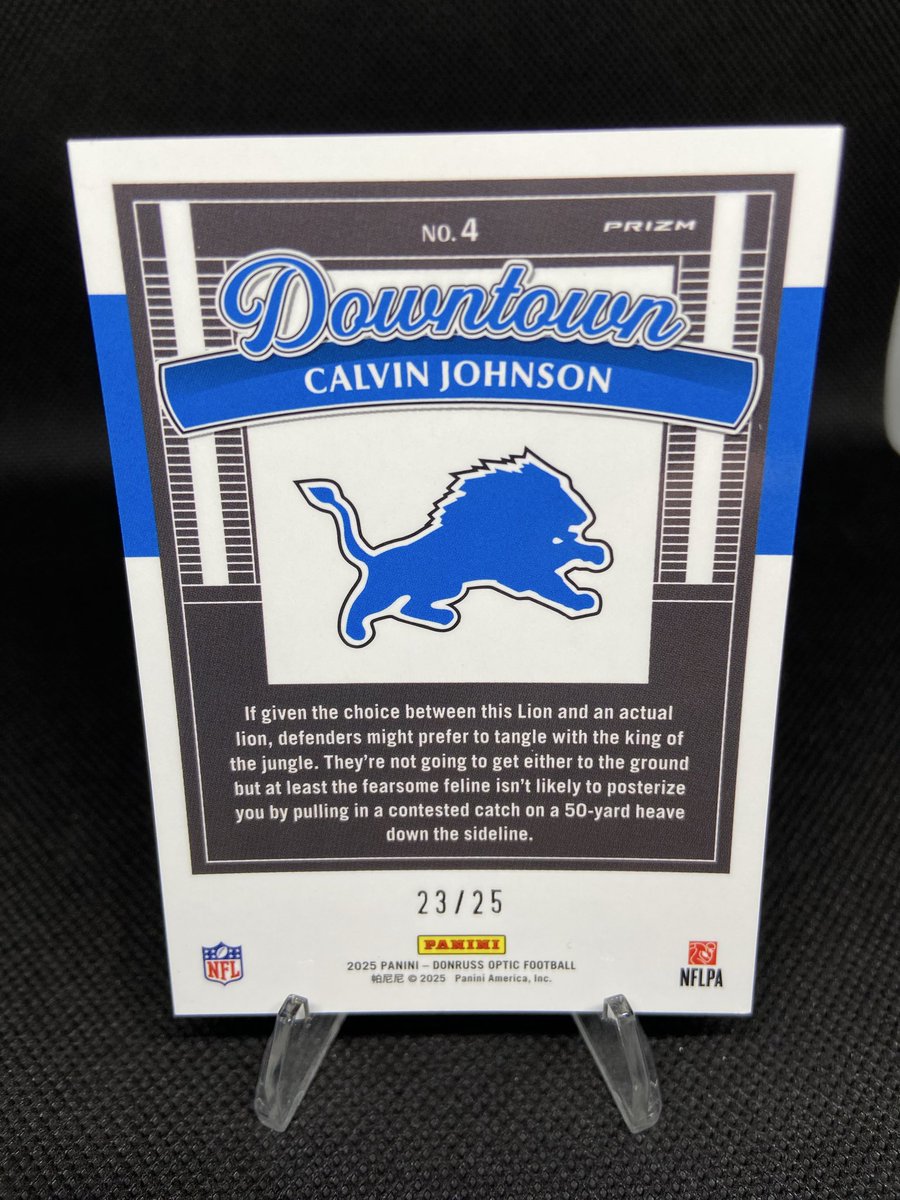 NO. 4
PRIZM
Downtown
CALVIN JOHNSON
If given the choice between this Lion and an actual
lion, defenders might prefer to tangle with the king of
the jungle. They're not going to get either to the ground
but at least the fearsome feline isn't likely to posterize
you by pulling in a contested catch on a 50-yard heave
down the sideline.
23/25
PANINI
NFL
2025 PANINI – DONRUSS OPTIC FOOTBALL
帕尼尼 © 2025 Panini America, Inc.
NFLPA